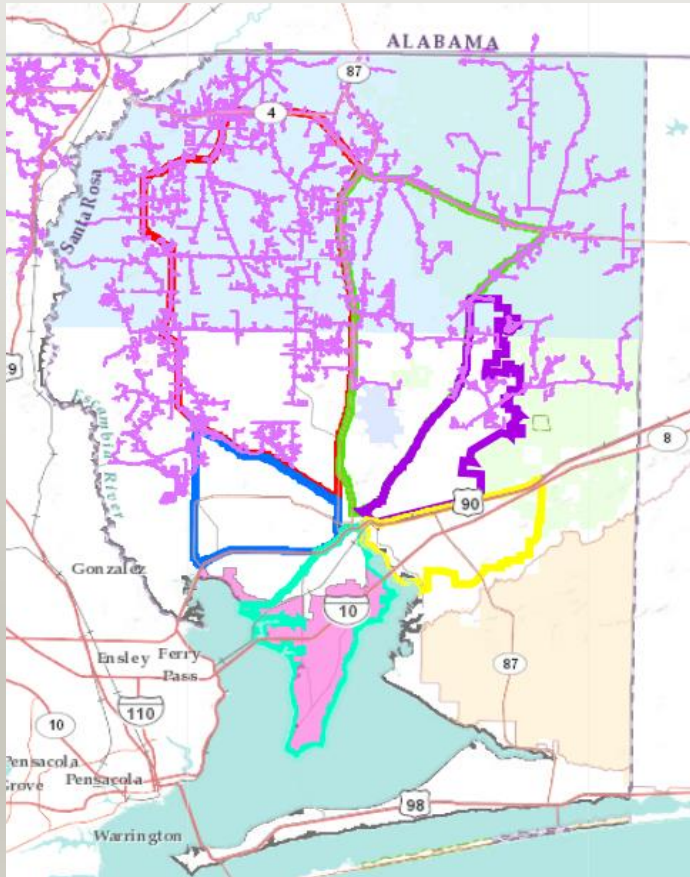 ALABAMA
87
4
Santa Rosa
9
Escambia River
8
90
Gonzalez
10
Ensley
Ferry
Pass
87
110
10
Pensacola
Grove
Pensacola
98
Warrington